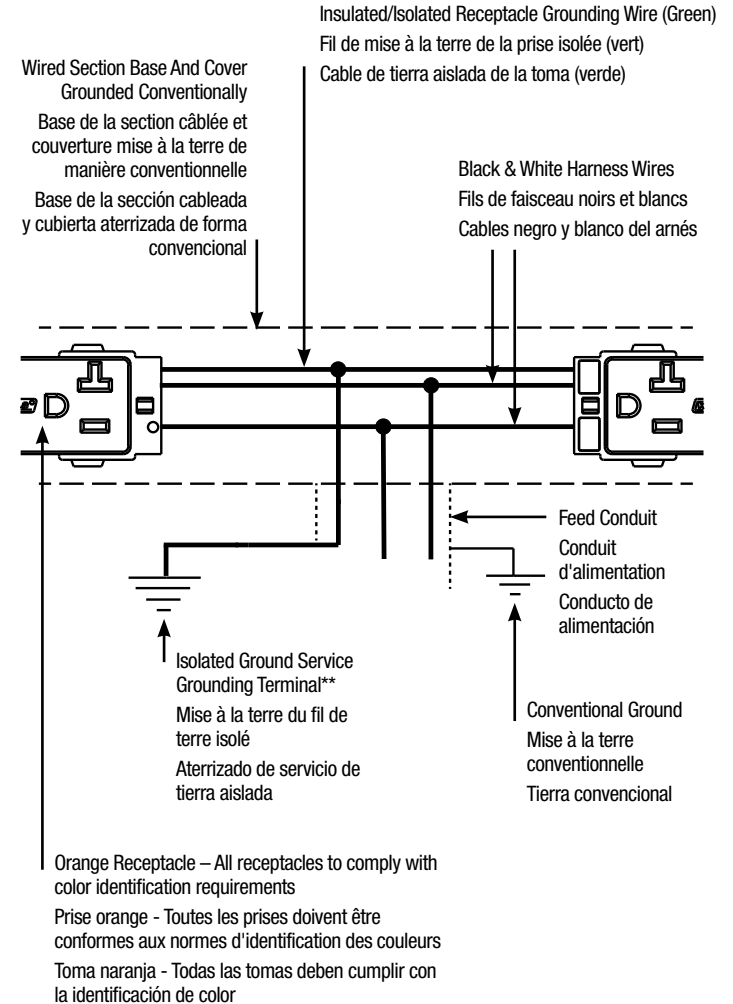 Insulated/Isolated Receptacle Grounding Wire (Green)
Fil de mise à la terre de la prise isolée (vert)
Cable de tierra aislada de la toma (verde)
Wired Section Base And Cover
Grounded Conventionally
Base de la section câblée et
couverture mise à la terre de
manière conventionnelle
Base de la sección cableada
y cubierta aterrizada de forma
convencional
Black & White Harness Wires
Fils de faisceau noirs et blancs
Cables negro y blanco del arnés
Feed Conduit
Conduit
d'alimentation
Conducto de
alimentación
Isolated Ground Service
Grounding Terminal**
Mise à la terre du fil de
terre isolé
Aterrizado de servicio de
tierra aislada
Conventional Ground
Mise à la terre
conventionnelle
Tierra convencional
Orange Receptacle – All receptacles to comply with
color identification requirements
Prise orange - Toutes les prises doivent être
conformes aux normes d'identification des couleurs
Toma naranja - Todas las tomas deben cumplir con
la identificación de color